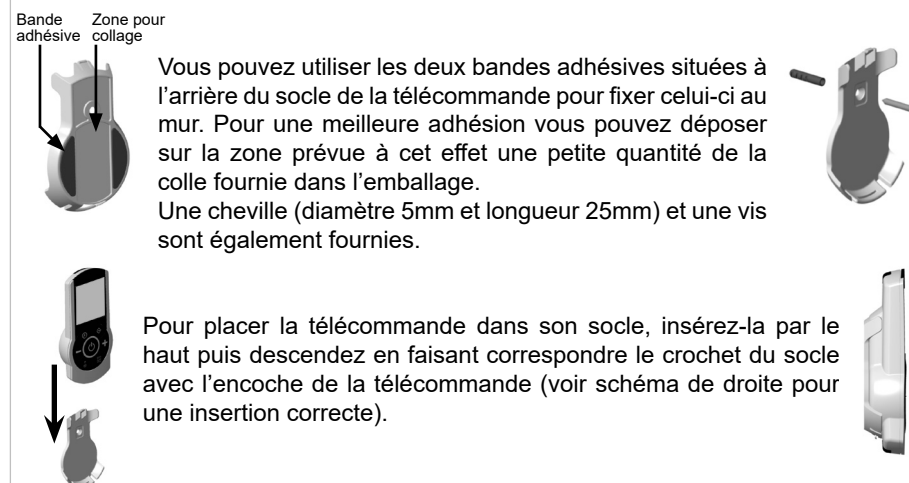 Bande
adhésive
Zone pour
collage
Vous pouvez utiliser les deux bandes adhésives situées à
l’arrière du socle de la télécommande pour fixer celui-ci au
mur. Pour une meilleure adhésion vous pouvez déposer
sur la zone prévue à cet effet une petite quantité de la
colle fournie dans l’emballage.
Une cheville (diamètre 5mm et longueur 25mm) et une vis
sont également fournies.
Pour placer la télécommande dans son socle, insérez-la par le
haut puis descendez en faisant correspondre le crochet du socle
avec l’encoche de la télécommande (voir schéma de droite pour
une insertion correcte).